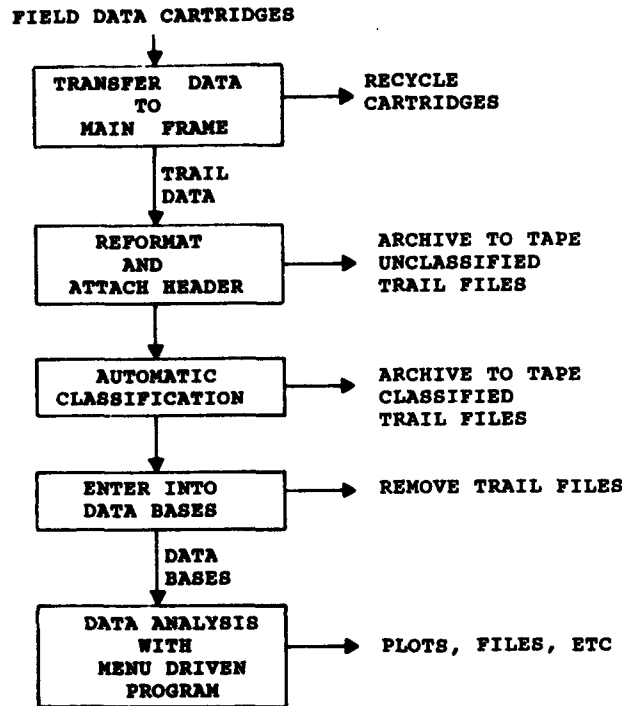 FIELD DATA CARTRIDGES
TRANSFER DATA
TO
MAIN FRAME
RECYCLE
CARTRIDGES
TRAIL
DATA
REFORMAT
AND
ATTACH HEADER
ARCHIVE TO TAPE
UNCLASSIFIED
TRAIL FILES
AUTOMATIC
CLASSIFICATION
ARCHIVE TO TAPE
CLASSIFIED
TRAIL FILES
ENTER INTO
DATA BASES
REMOVE TRAIL FILES
DATA
BASES
DATA ANALYSIS
WITH
MENU DRIVEN
PROGRAM
PLOTS, FILES, ETC